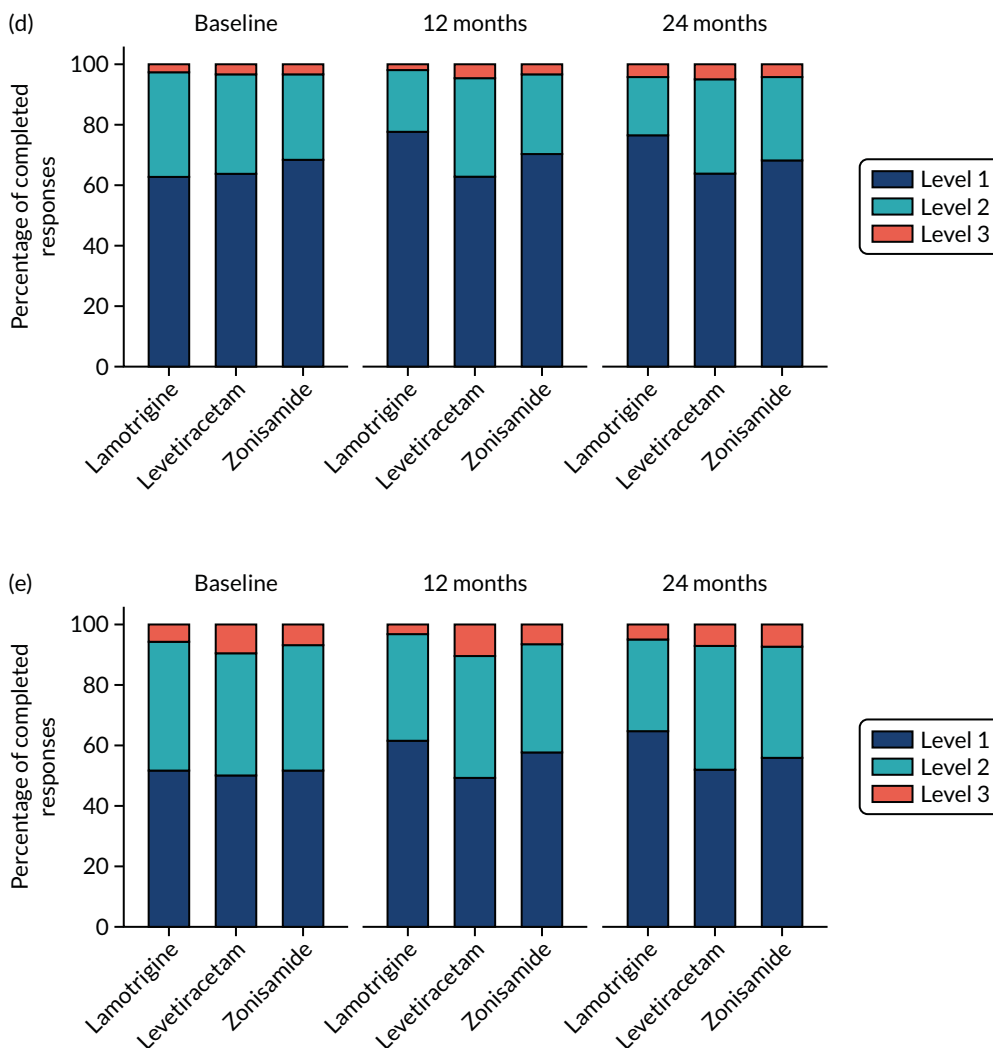 (d)
Baseline
12 months
24 months
Percentage of completed
responses
100
80
60
40
20
0
Lamotrigine
Levetiracetam
Zonisamide
Lamotrigine
Levetiracetam
Zonisamide
Lamotrigine
Levetiracetam
Zonisamide
Level 1
Level 2
Level 3
(e)
Baseline
12 months
24 months
Percentage of completed
responses
100
80
60
40
20
0
Lamotrigine
Levetiracetam
Zonisamide
Lamotrigine
Levetiracetam
Zonisamide
Lamotrigine
Levetiracetam
Zonisamide
Level 1
Level 2
Level 3